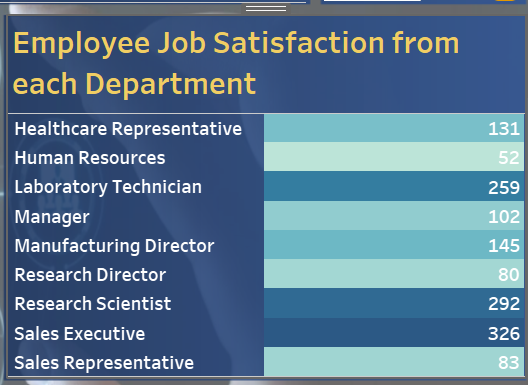 Employee Job Satisfaction from
each Department
Healthcare Representative 131
Human Resources 52
Laboratory Technician 259
Manager 102
Manufacturing Director 145
Research Director 80
Research Scientist 292
Sales Executive 326
Sales Representative 83